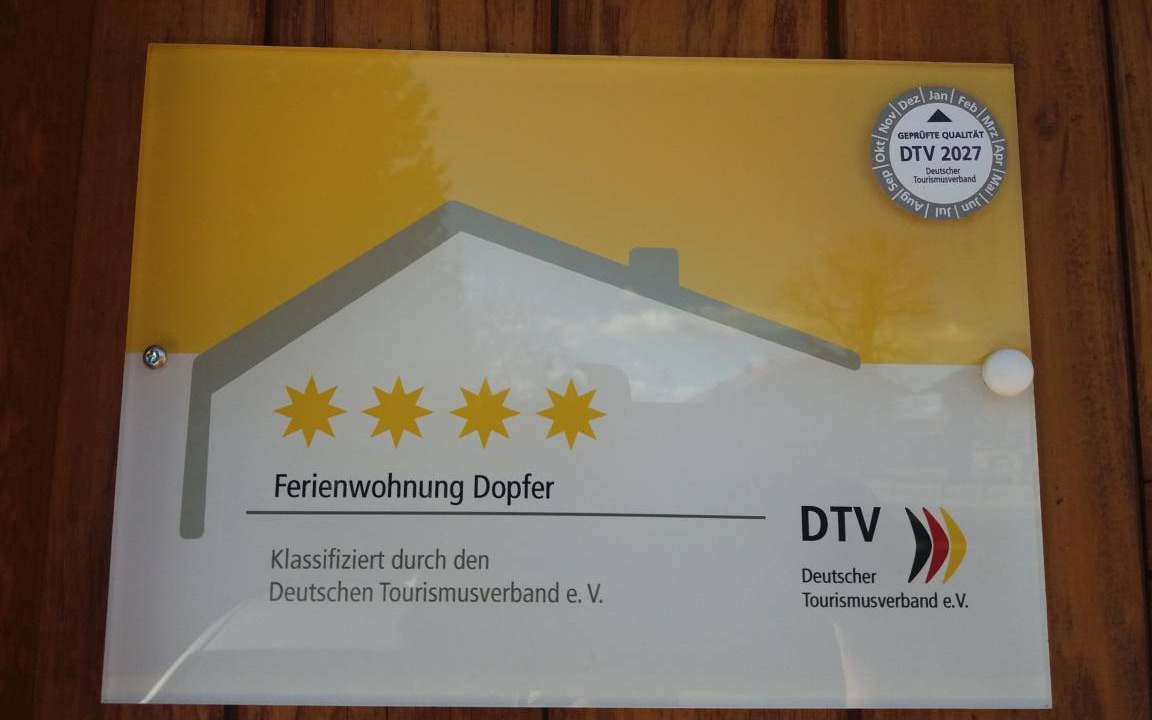 Jan | Feb | Mrz | Apr | Mai | Jun | Jul | Aug | Sep | Okt | Nov | Dez |
GEPRÜFTE QUALITÄT
DTV 2027
Deutscher
Tourismusverband
Ferienwohnung Dopfer
Klassifiziert durch den
Deutschen Tourismusverband e. V.
DTV
Deutscher
Tourismusverband e.V.